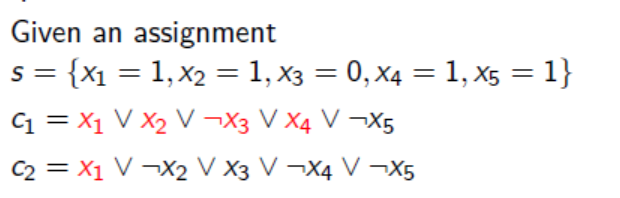 Given an assignment
s = {x₁ = 1, x₂ = 1, x₃ = 0, x₄ = 1, x₅ = 1}
c₁ = x₁ ∨ x₂ ∨ ¬x₃ ∨ x₄ ∨ ¬x₅
c₂ = x₁ ∨ ¬x₂ ∨ x₃ ∨ ¬x₄ ∨ ¬x₅